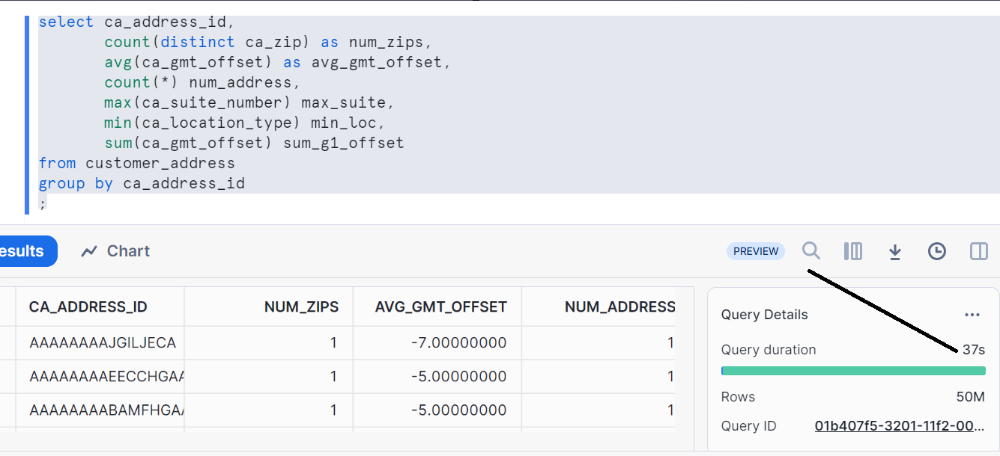 select ca_address_id,
count(distinct ca_zip) as num_zips,
avg(ca_gmt_offset) as avg_gmt_offset,
count(*) num_address,
max(ca_suite_number) max_suite,
min(ca_location_type) min_loc,
sum(ca_gmt_offset) sum_g1_offset
from customer_address
group by ca_address_id
;
esults Chart PREVIEW
CA_ADDRESS_ID NUM_ZIPS AVG_GMT_OFFSET NUM_ADDRESS
AAAAAAAAJGILJECA 1 -7.00000000 1
AAAAAAAAEECCHGAA 1 -5.00000000 1
AAAAAAAABAMFHGAA 1 -5.00000000 1
Query Details ...
Query duration 37s
Rows 50M
Query ID 01b407f5-3201-11f2-00...